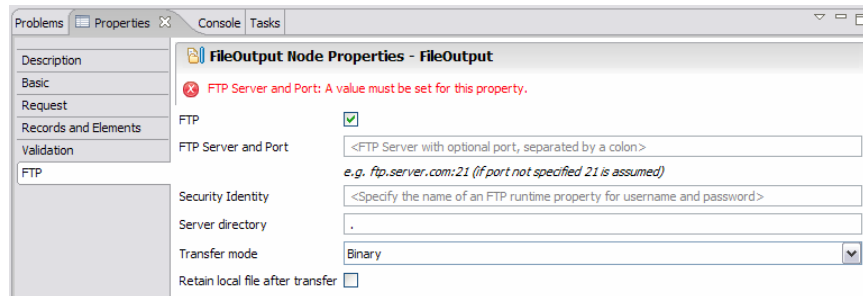 Problems Properties Console Tasks
FileOutput Node Properties - FileOutput
FTP Server and Port: A value must be set for this property.
Description
Basic
Request
Records and Elements
Validation
FTP
FTP
FTP Server and Port <FTP Server with optional port, separated by a colon>
e.g. ftp.server.com:21 (if port not specified 21 is assumed)
Security Identity <Specify the name of an FTP runtime property for username and password>
Server directory .
Transfer mode Binary
Retain local file after transfer